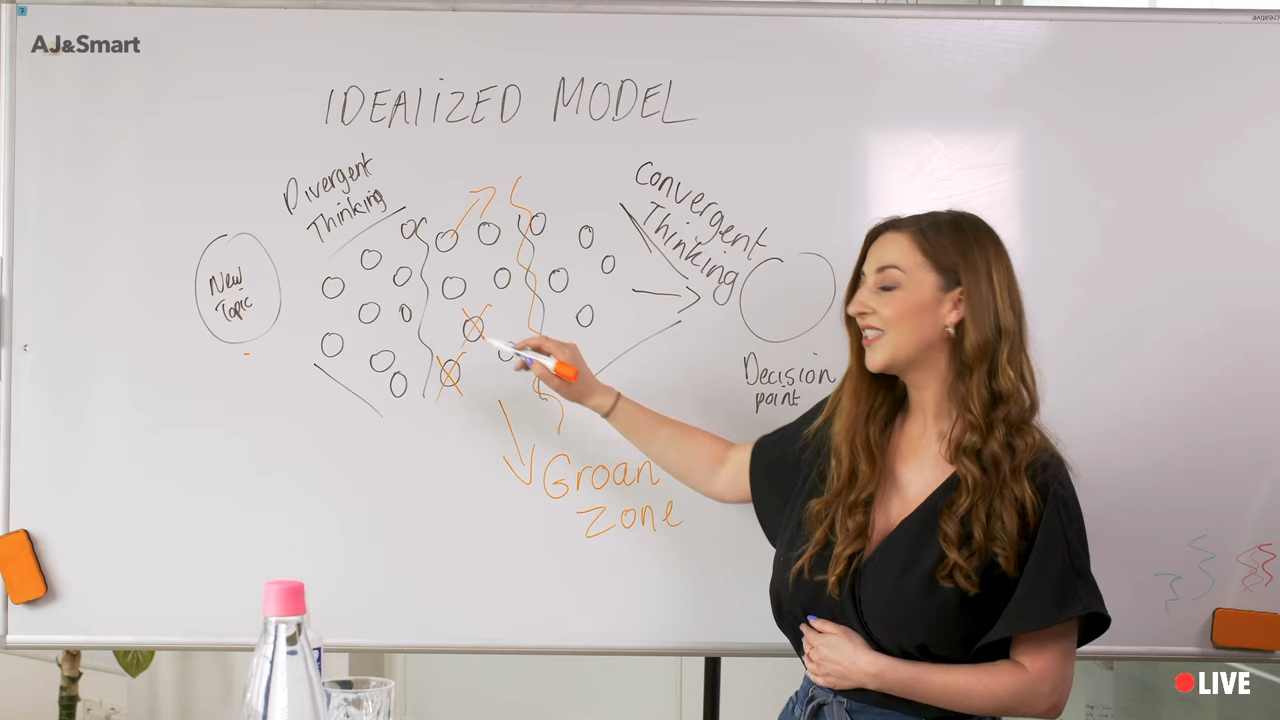 AJ&Smart
IDEALIZED MODEL
Divergent
Thinking
Convergent
Thinking
New
Topic
Decision
point
Groan
zone
LIVE